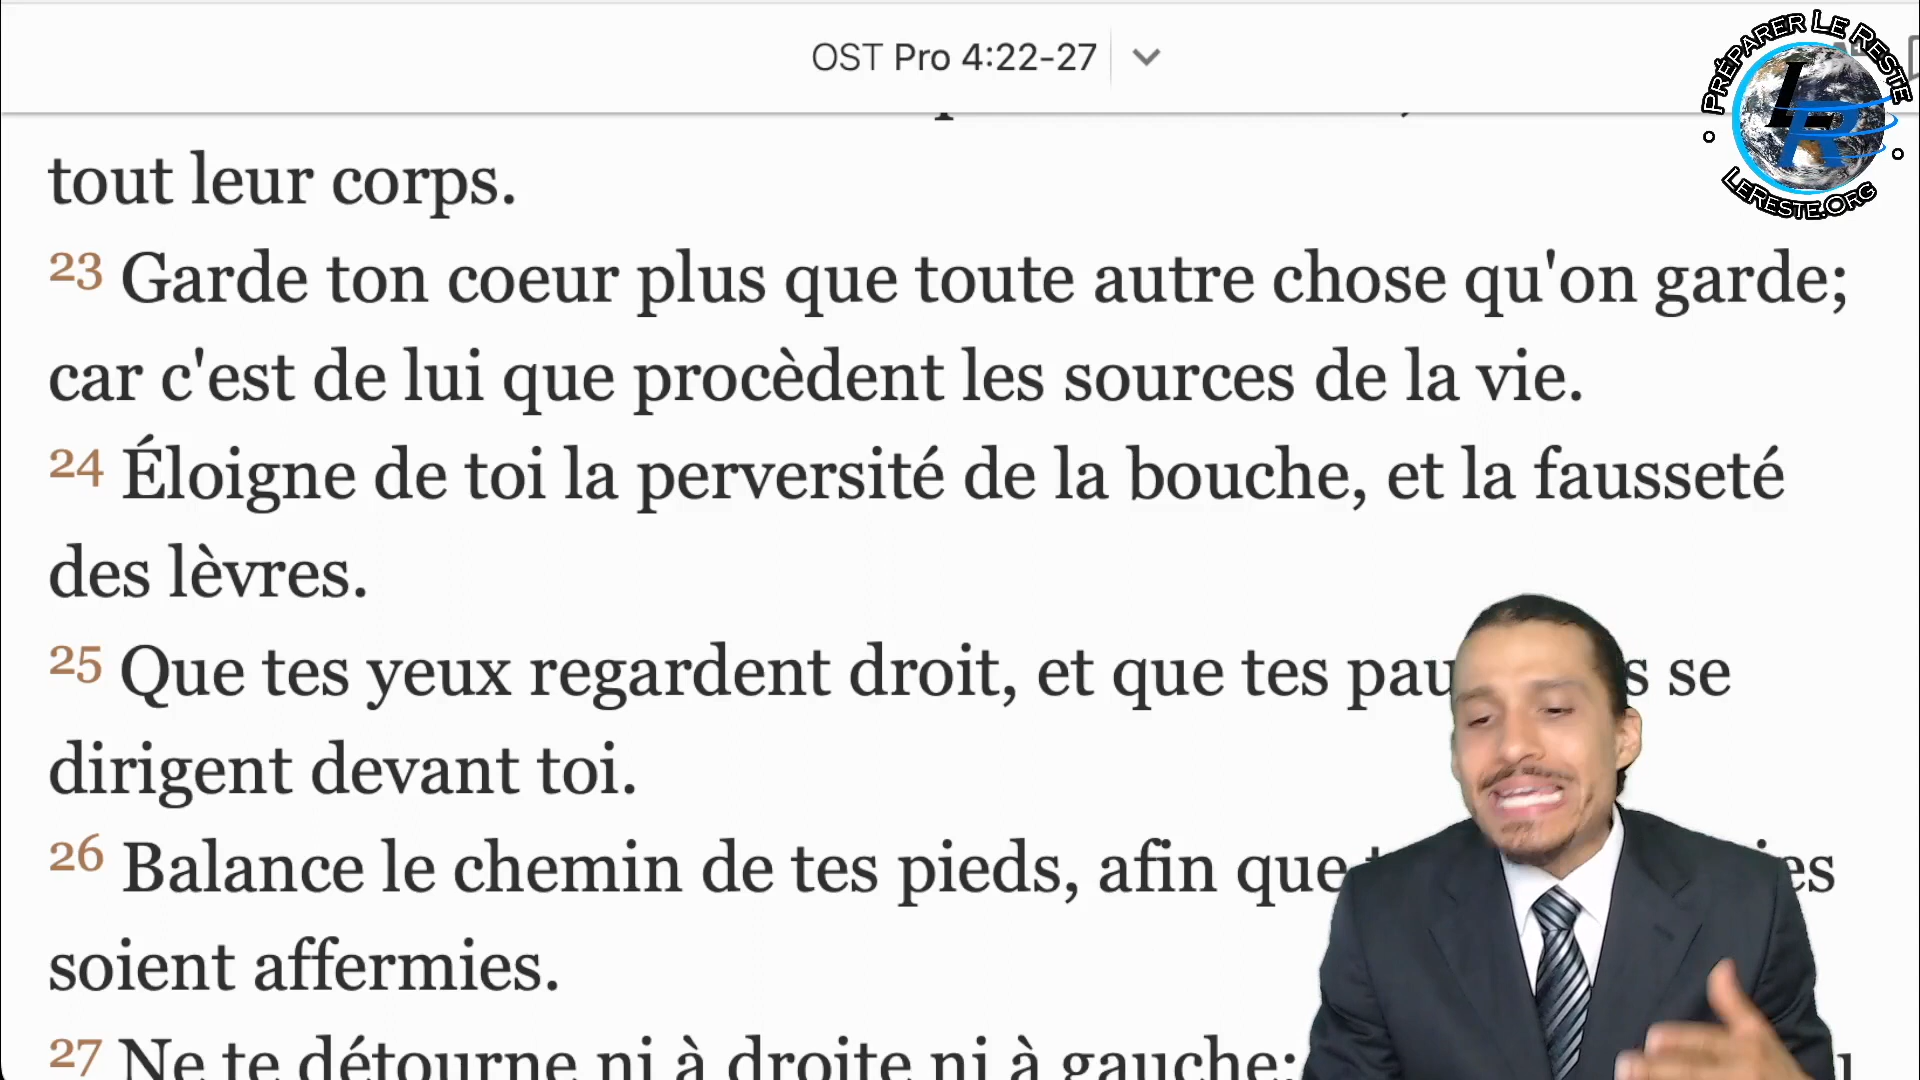 OST Pro 4:22-27
PRÉPARER LE RESTE
LR
LERESTE.ORG
tout leur corps.
23 Garde ton coeur plus que toute autre chose qu'on garde;
car c'est de lui que procèdent les sources de la vie.
24 Éloigne de toi la perversité de la bouche, et la fausseté
des lèvres.
25 Que tes yeux regardent droit, et que tes se
dirigent devant toi.
26 Balance le chemin de tes pieds, afin que
soient affermies.
27 Ne te détourne ni à droite ni à gauche;